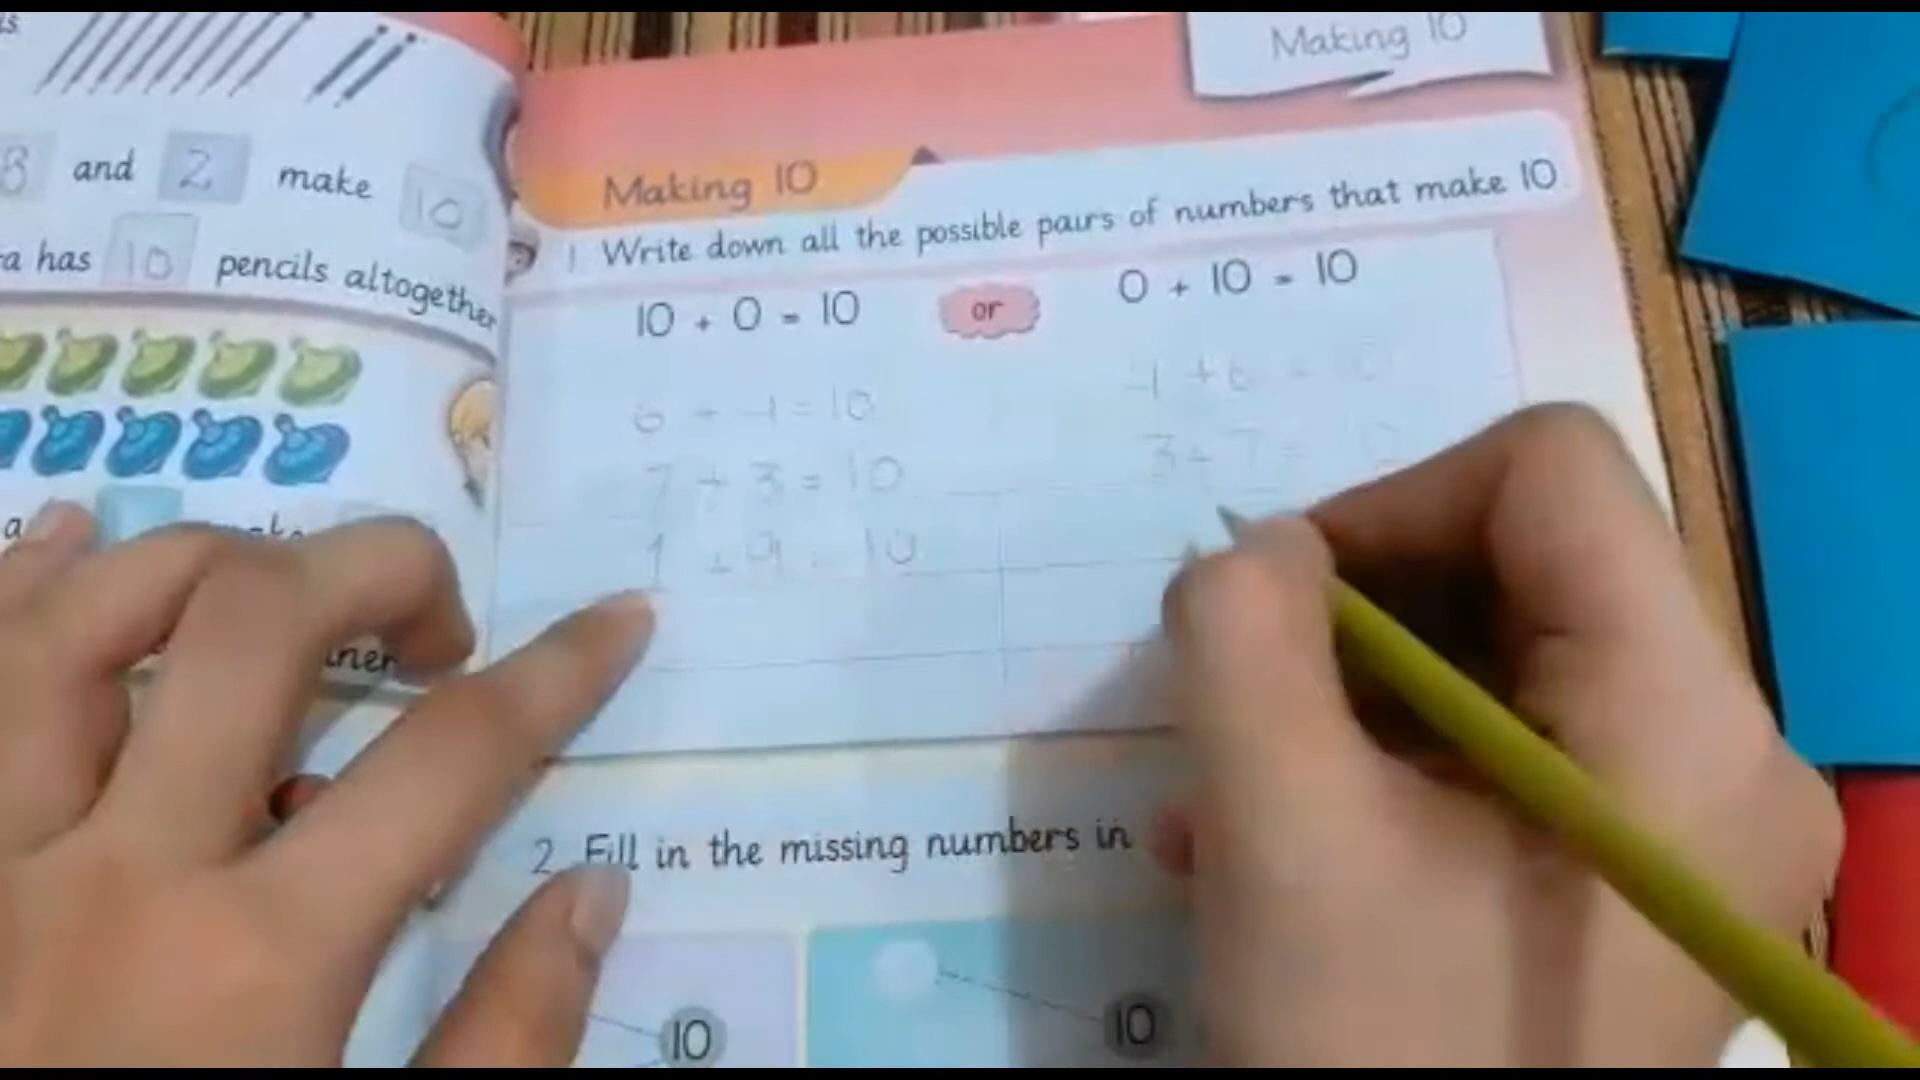 8 and 2 make 10
a has 10 pencils altogether
Making 10
Making 10
1 Write down all the possible pairs of numbers that make 10
10 + 0 = 10 or 0 + 10 = 10
6 + 4 = 10 4 + 6 = 10
7 + 3 = 10 3 + 7 = 10
1 + 9 = 10
2 Fill in the missing numbers in
10
10